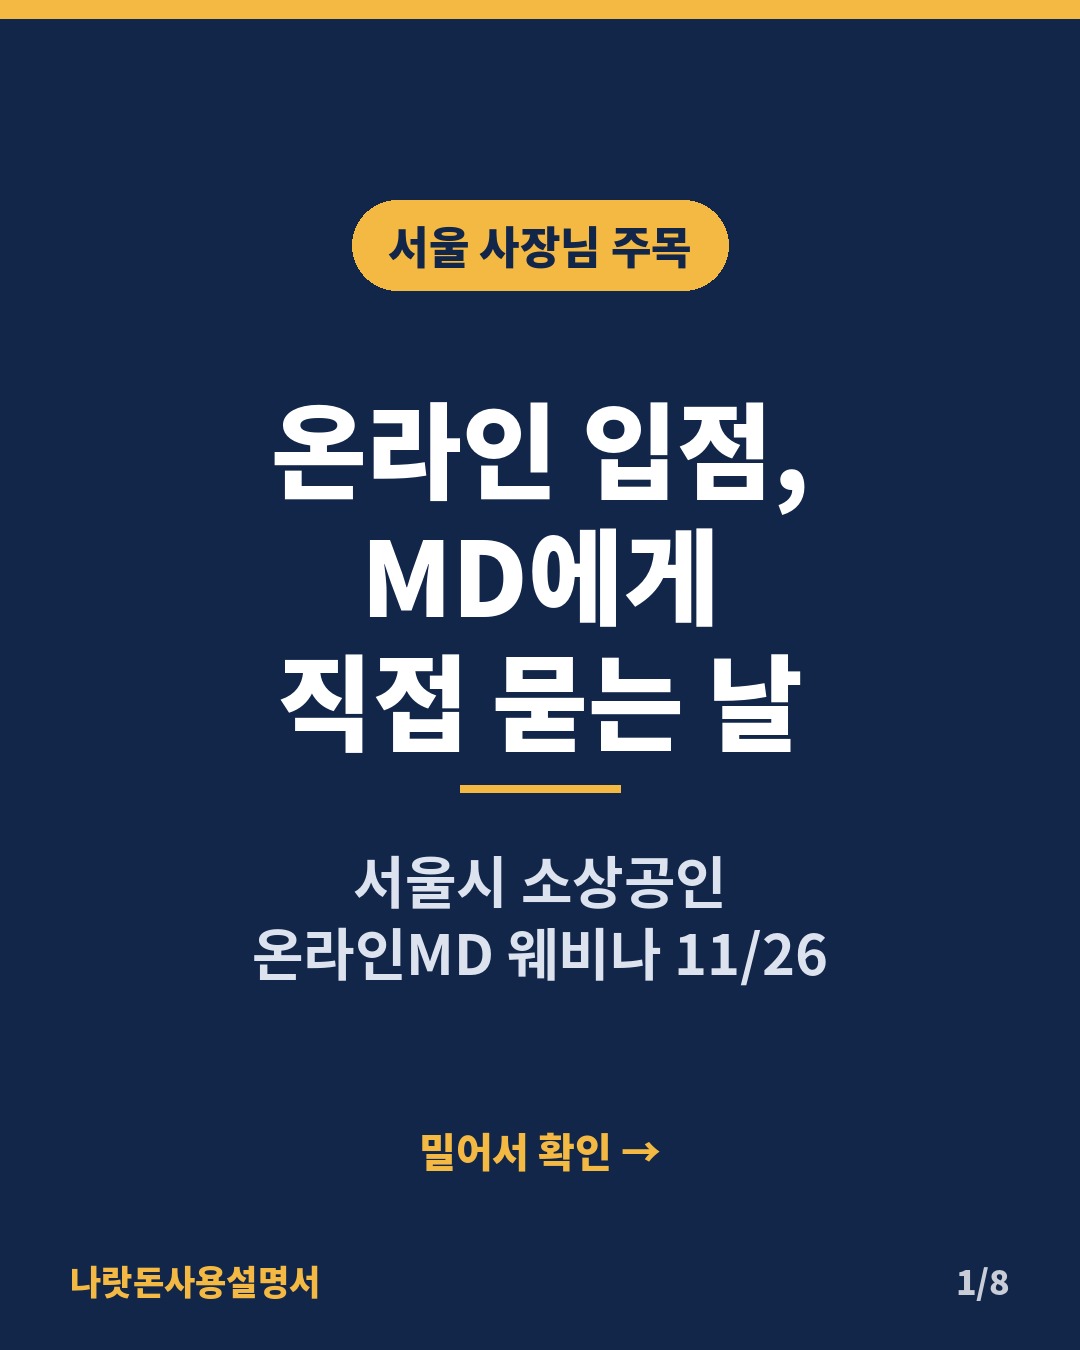 서울 사장님 주목
온라인 입점,
MD에게
직접 묻는 날
서울시 소상공인
온라인MD 웨비나 11/26
밀어서 확인 →
나랏돈사용설명서
1/8